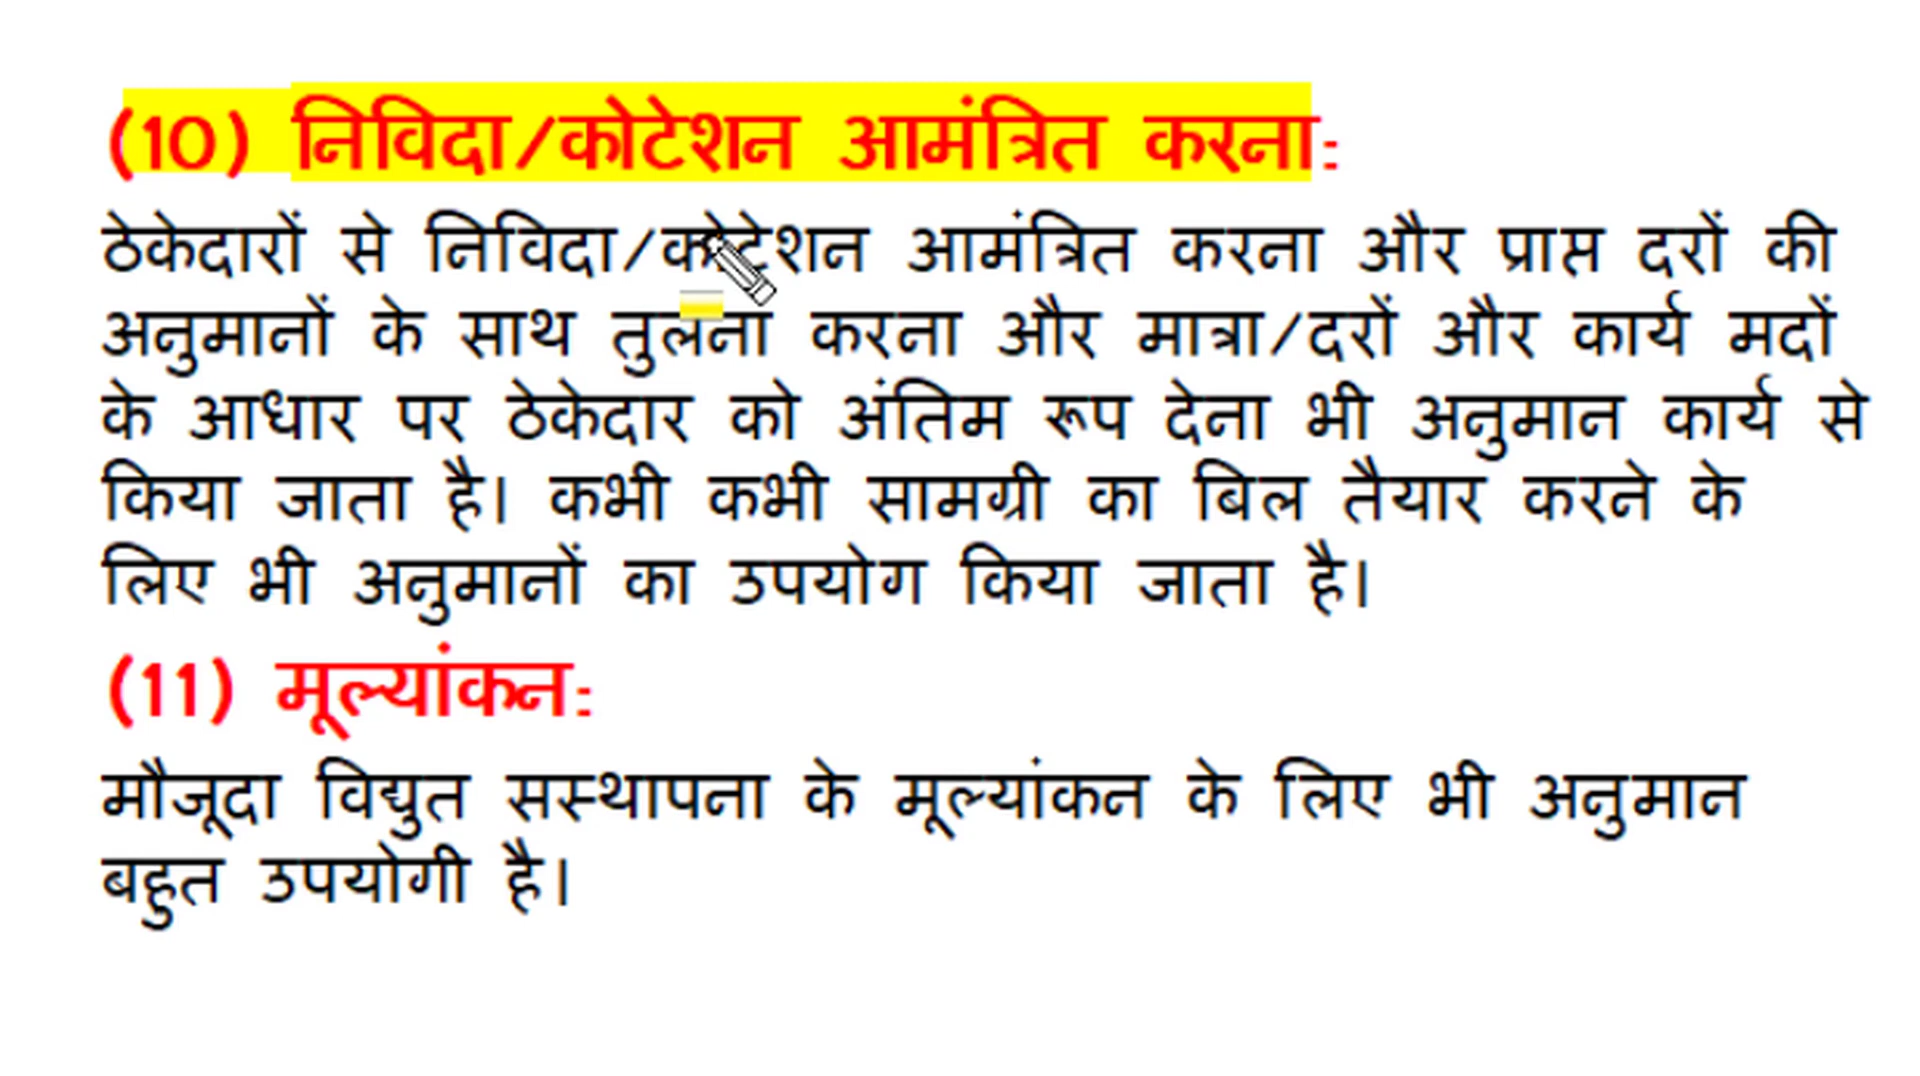 (10) निविदा/कोटेशन आमंत्रित करना:
ठेकेदारों से निविदा/कोटेशन आमंत्रित करना और प्राप्त दरों की
अनुमानों के साथ तुलना करना और मात्रा/दरों और कार्य मदों
के आधार पर ठेकेदार को अंतिम रूप देना भी अनुमान कार्य से
किया जाता है। कभी कभी सामग्री का बिल तैयार करने के
लिए भी अनुमानों का उपयोग किया जाता है।
(11) मूल्यांकन:
मौजूदा विद्युत सस्थापना के मूल्यांकन के लिए भी अनुमान
बहुत उपयोगी है।